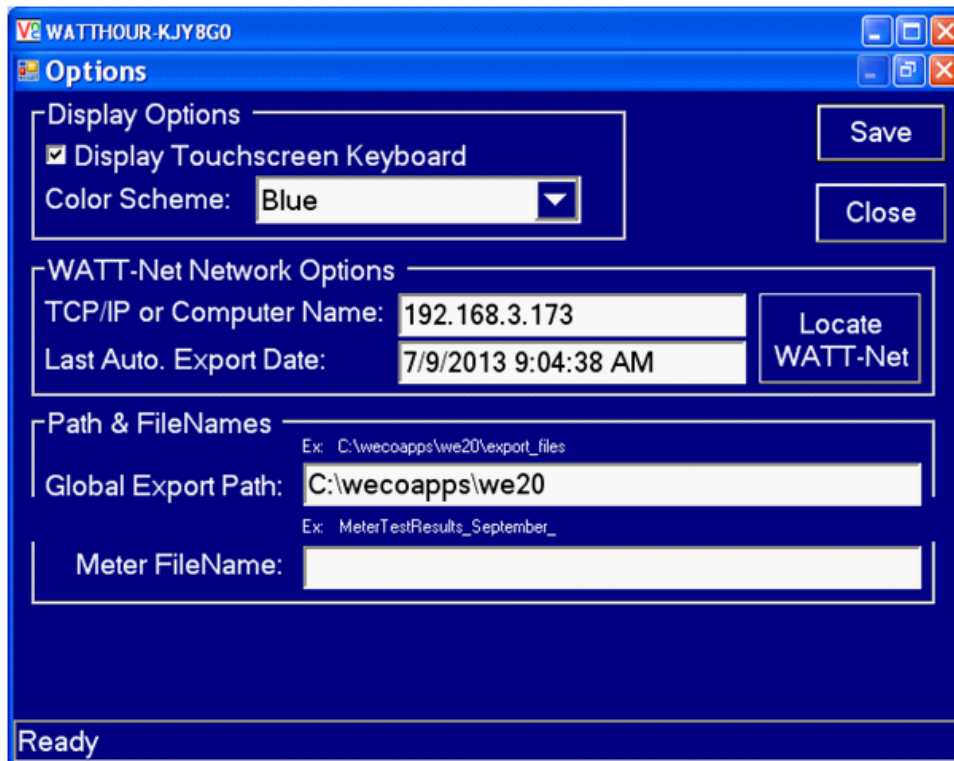 WATTHOUR-KJY8G0
Options
Display Options
Display Touchscreen Keyboard
Color Scheme: Blue
Save
Close
WATT-Net Network Options
TCP/IP or Computer Name: 192.168.3.173
Last Auto. Export Date: 7/9/2013 9:04:38 AM
Locate
WATT-Net
Path & FileNames
Ex: C:\wecoapps\we20\export_files
Global Export Path: C:\wecoapps\we20
Ex: MeterTestResults_September_
Meter FileName:
Ready